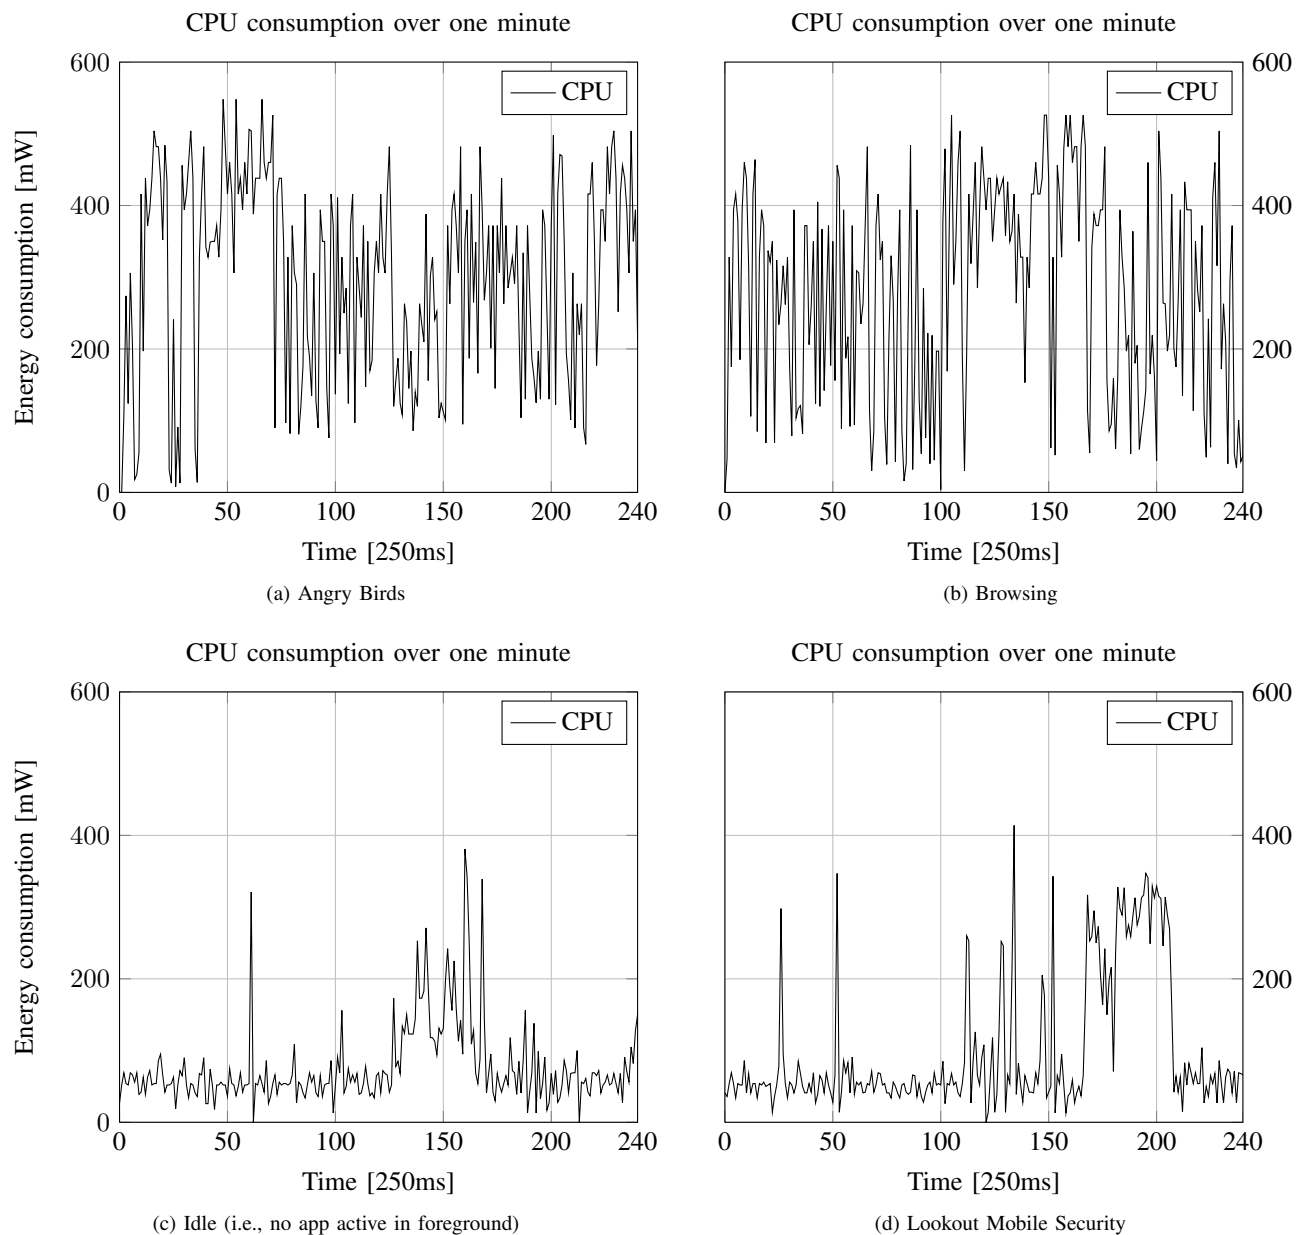 CPU consumption over one minute
CPU consumption over one minute
600
400
200
0
Energy consumption [mW]
CPU
0 50 100 150 200 240
Time [250ms]
(a) Angry Birds
CPU
600
400
200
0 50 100 150 200 240
Time [250ms]
(b) Browsing
CPU consumption over one minute
CPU consumption over one minute
600
400
200
0
Energy consumption [mW]
CPU
0 50 100 150 200 240
Time [250ms]
(c) Idle (i.e., no app active in foreground)
CPU
600
400
200
0 50 100 150 200 240
Time [250ms]
(d) Lookout Mobile Security